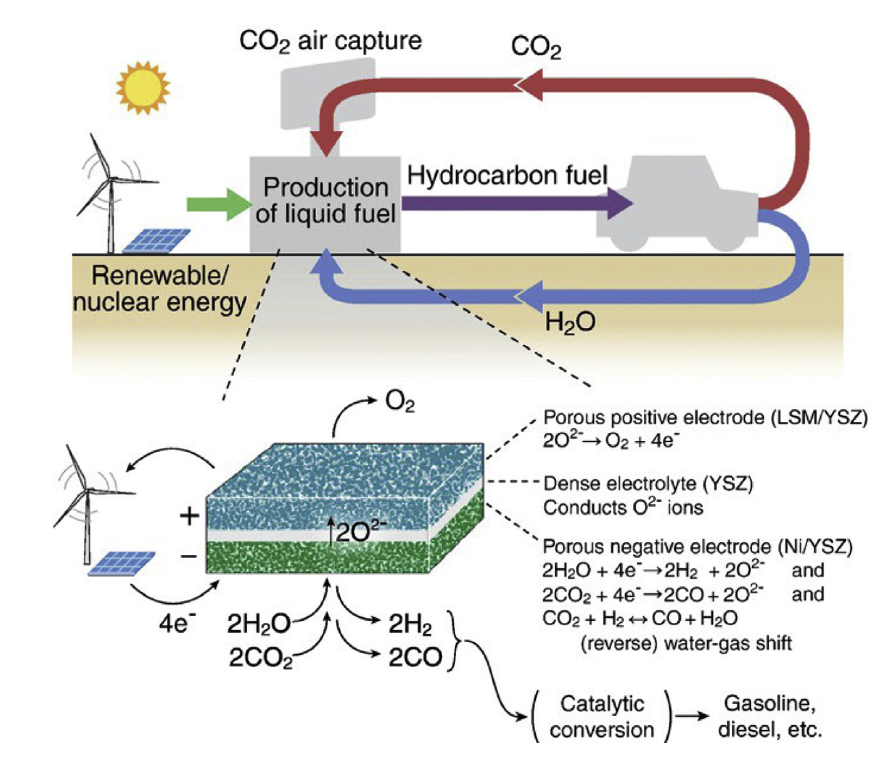 CO₂ air capture
CO₂
Production
of liquid fuel
Hydrocarbon fuel
Renewable/
nuclear energy
H₂O
O₂
Porous positive electrode (LSM/YSZ)
2O²⁻→O₂ + 4e⁻
Dense electrolyte (YSZ)
Conducts O²⁻ ions
+
2O²⁻
−
Porous negative electrode (Ni/YSZ)
2H₂O + 4e⁻→2H₂ + 2O²⁻ and
2CO₂ + 4e⁻→2CO + 2O²⁻ and
CO₂ + H₂ ↔ CO + H₂O
(reverse) water-gas shift
4e⁻
2H₂O
2H₂
2CO₂
2CO
Catalytic
conversion
Gasoline,
diesel, etc.